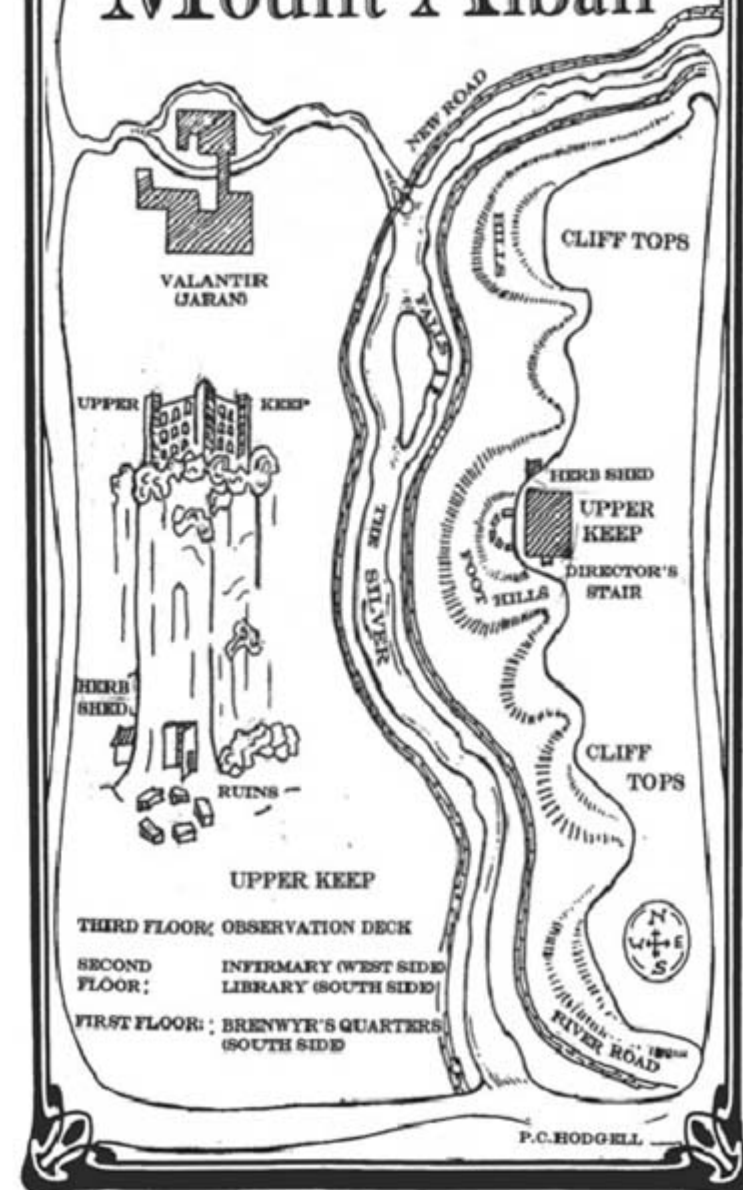 Mount Alban
NEW ROAD
HILLS
CLIFF TOPS
VALANTIR
(JARAN)
FALLS
UPPER KEEP
HERB SHED
UPPER
KEEP
DIRECTOR'S
STAIR
FOOT
HILLS
THE SILVER
HERB
SHED
RUINS
CLIFF
TOPS
UPPER KEEP
THIRD FLOOR: OBSERVATION DECK
SECOND INFIRMARY (WEST SIDE)
FLOOR: LIBRARY (SOUTH SIDE)
FIRST FLOOR: BRENWYR'S QUARTERS
(SOUTH SIDE)
N
W E
S
RIVER ROAD
P.C. HODGELL